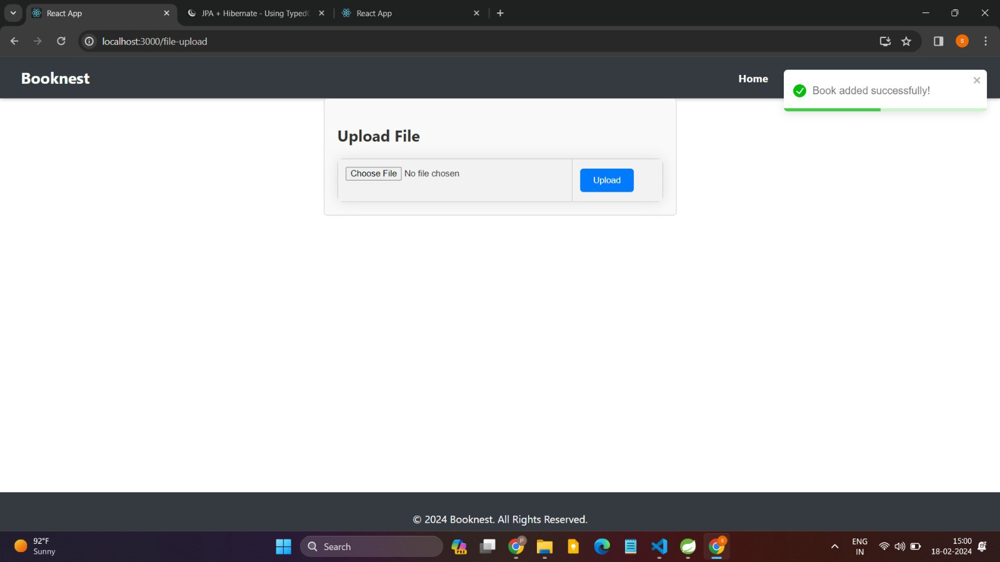 React App
JPA + Hibernate - Using Typed
React App
localhost:3000/file-upload
S
Booknest
Home
Book added successfully!
Upload File
Choose File No file chosen
Upload
© 2024 Booknest. All Rights Reserved.
92°F
Sunny
Search
PRE
P
S
ENG
IN
15:00
18-02-2024